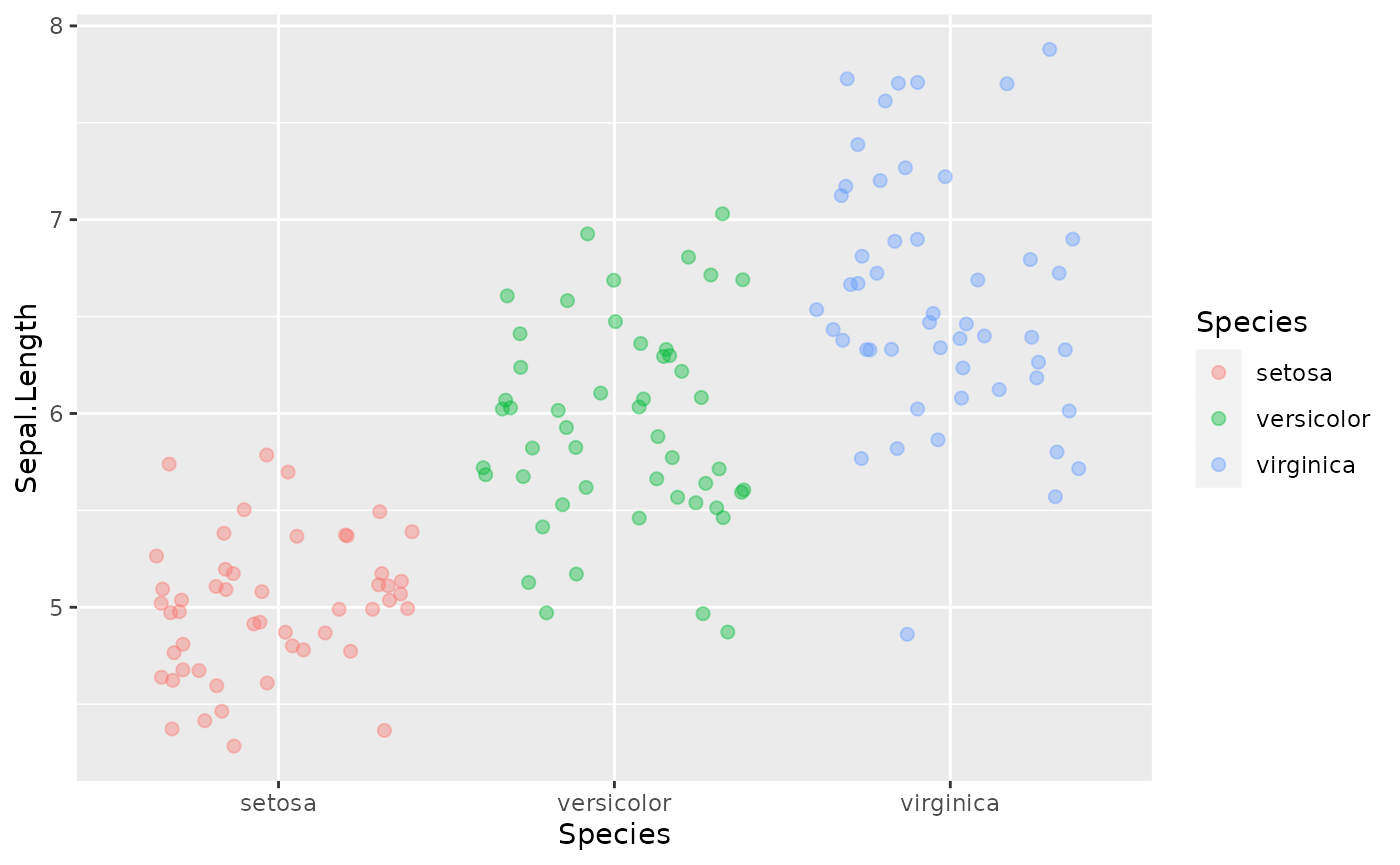 8
7
6
5
Sepal.Length
setosa
versicolor
virginica
Species
Species
setosa
versicolor
virginica